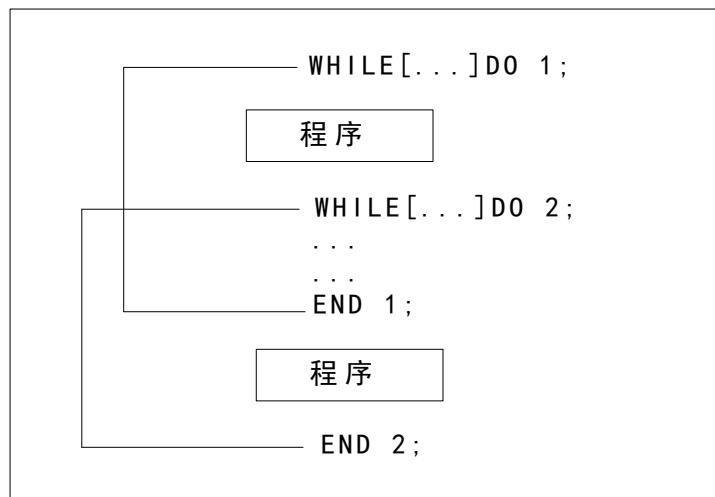 WHILE[...]DO 1;
程序
WHILE[...]DO 2;
...
...
END 1;
程序
END 2;